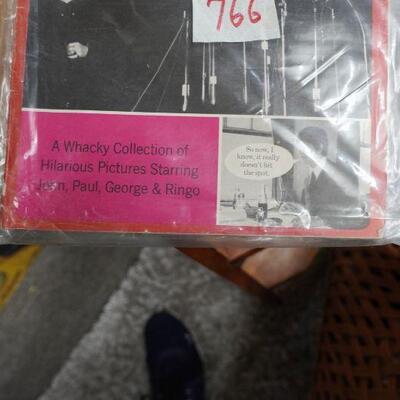 766
A Whacky Collection of
Hilarious Pictures Starring
John, Paul, George & Ringo
So now, I
know, it really
doesn't hit
the spot.